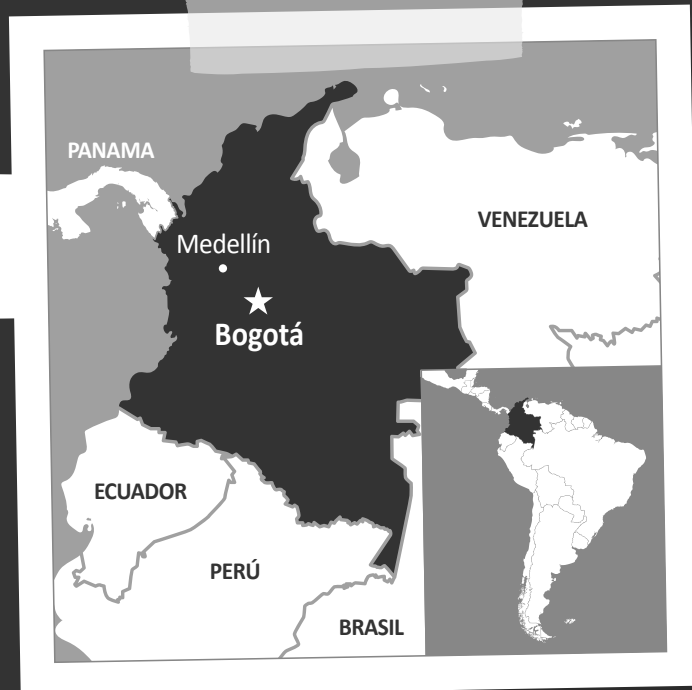 PANAMA
VENEZUELA
Medellín
Bogotá
ECUADOR
PERÚ
BRASIL